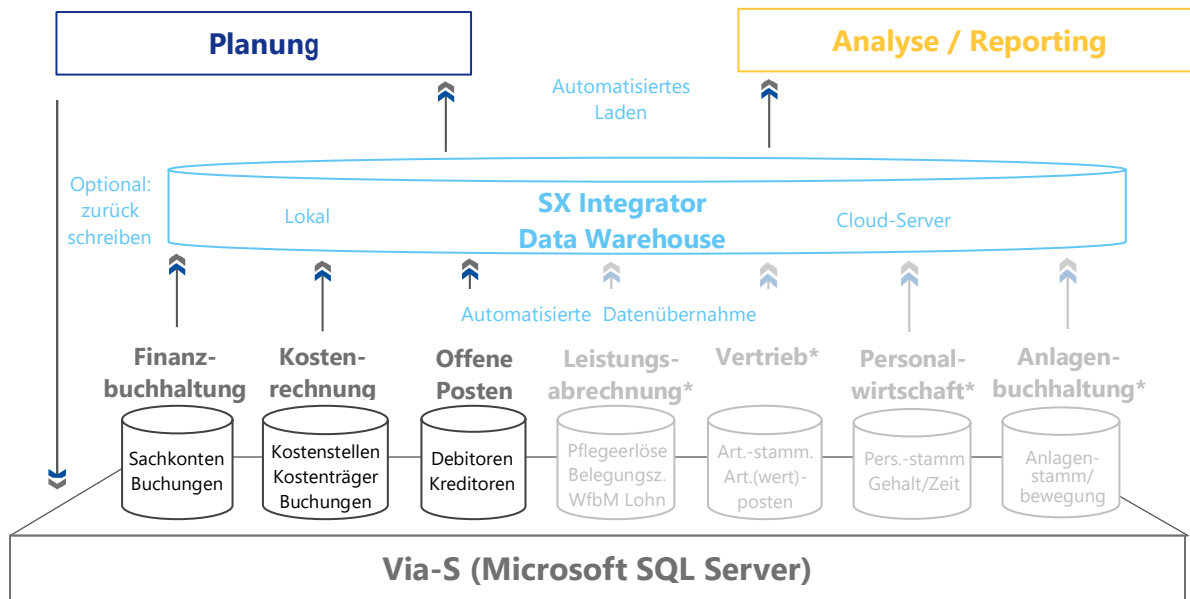 Planung
Analyse / Reporting
Automatisiertes
Laden
Optional:
zurück
schreiben
SX Integrator
Data Warehouse
Lokal
Cloud-Server
Automatisierte Datenübernahme
Finanz-
buchhaltung
Kosten-
rechnung
Offene
Posten
Leistungs-
abrechnung*
Vertrieb*
Personal-
wirtschaft*
Anlagen-
buchhaltung*
Sachkonten
Buchungen
Kostenstellen
Kostenträger
Buchungen
Debitoren
Kreditoren
Pflegeerlöse
Belegungsz.
WfbM Lohn
Art.-stamm.
Art.(wert)-
posten
Pers.-stamm
Gehalt/Zeit
Anlagen-
stamm/
bewegung
Via-S (Microsoft SQL Server)